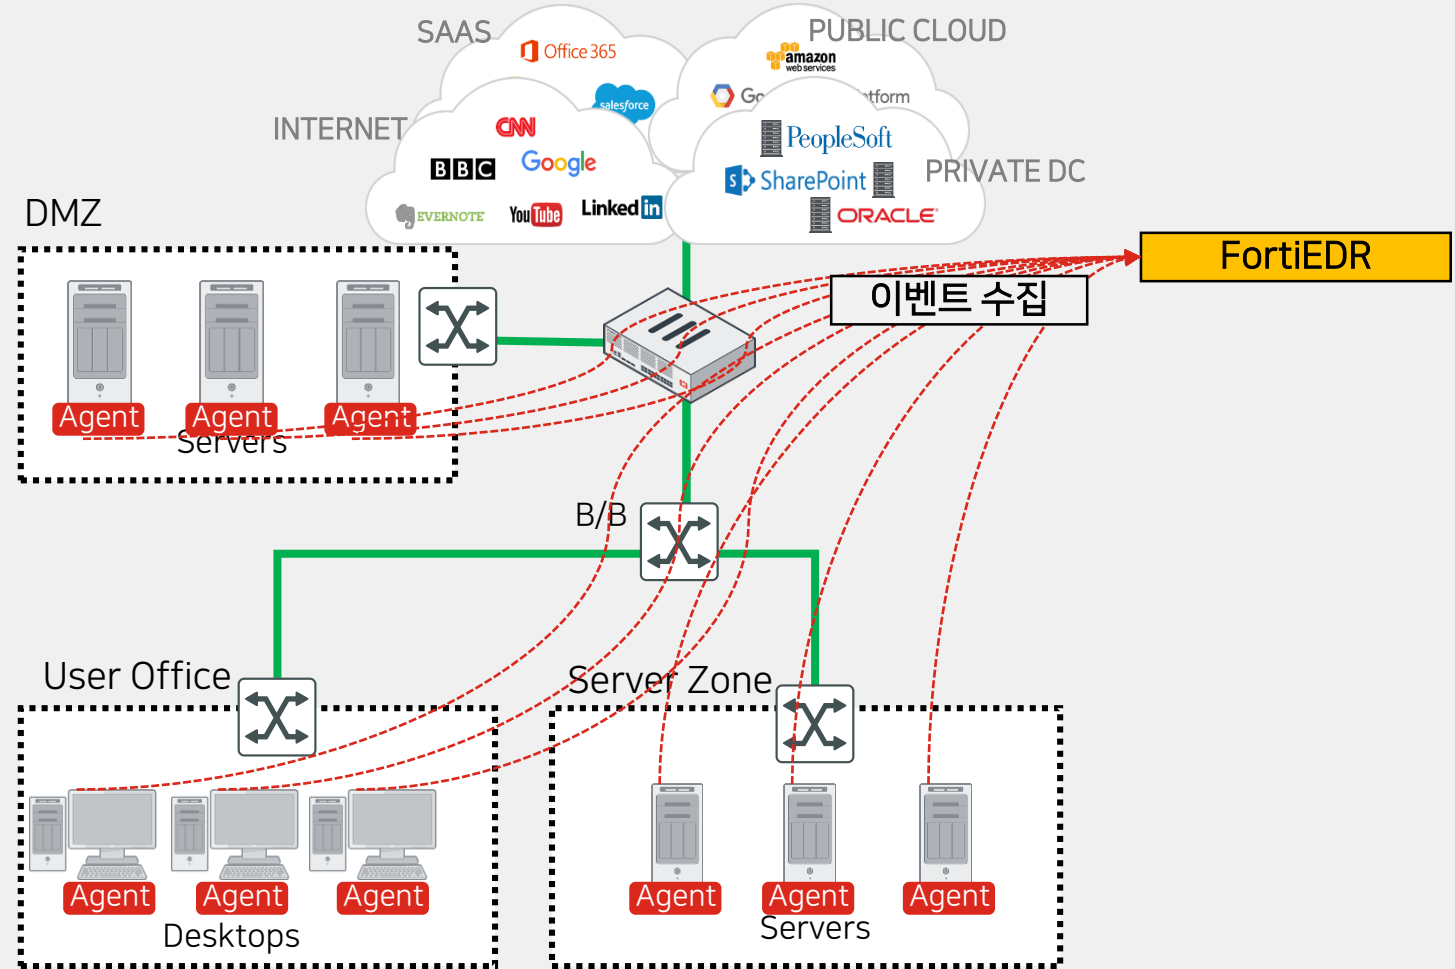 SAAS
Office 365
salesforce
PUBLIC CLOUD
amazon
web services
INTERNET
CNN
BBC
Google
EVERNOTE
YouTube
LinkedIn
PeopleSoft
SharePoint
ORACLE
PRIVATE DC
DMZ
FortiEDR
이벤트 수집
Agent
Agent
Agent
Servers
B/B
User Office
Server Zone
Agent
Agent
Agent
Desktops
Agent
Agent
Agent
Servers